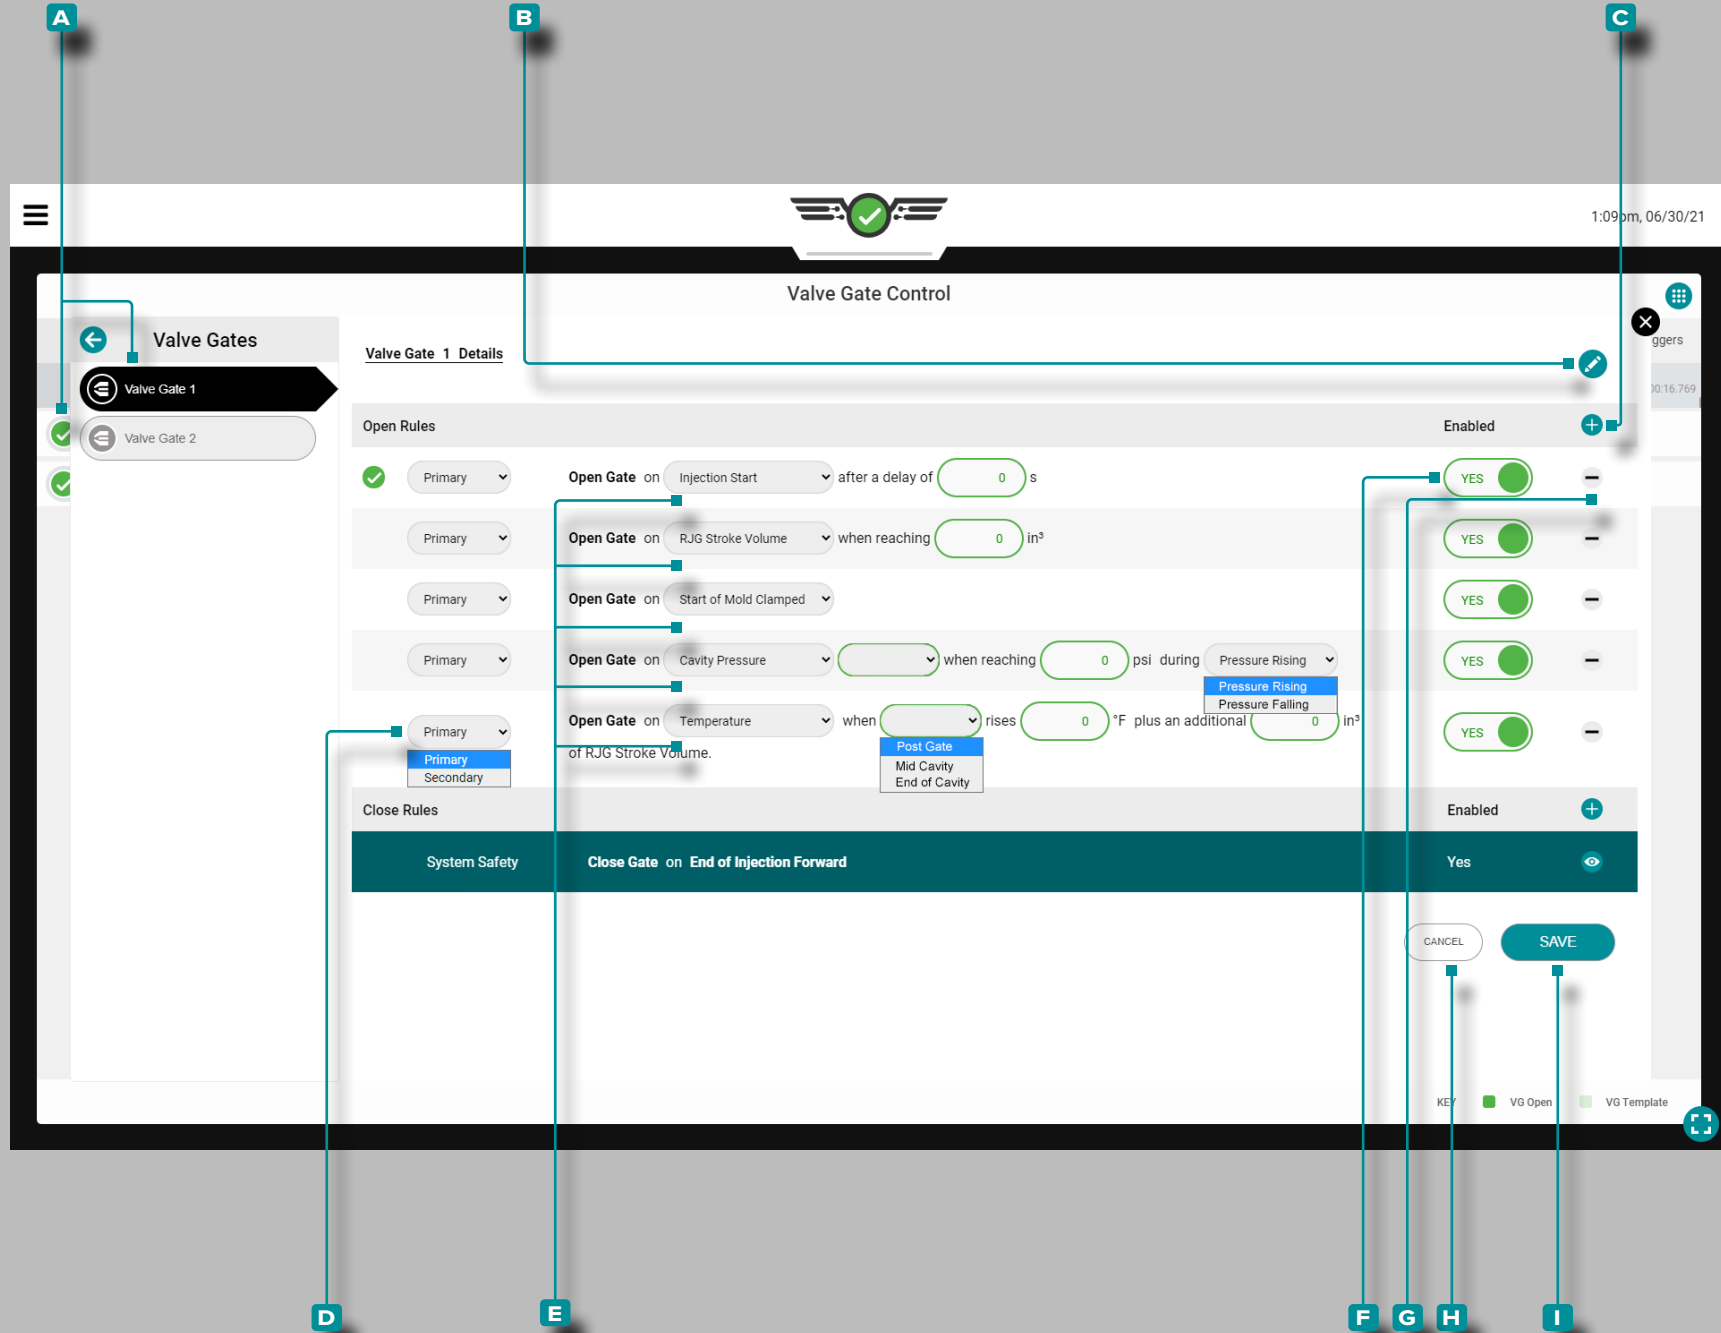 A
B
C
1:09pm, 06/30/21
Valve Gate Control
Valve Gates
ggers
Valve Gate 1 Details
Valve Gate 1
00:16.769
Valve Gate 2
Open Rules
Enabled
Primary Open Gate on Injection Start after a delay of 0 s YES
Primary Open Gate on RJG Stroke Volume when reaching 0 in³ YES
Primary Open Gate on Start of Mold Clamped YES
Primary Open Gate on Cavity Pressure when reaching 0 psi during Pressure Rising YES
Pressure Rising
Pressure Falling
Primary Open Gate on Temperature when rises 0 °F plus an additional 0 in³ YES
of RJG Stroke Volume.
Primary
Secondary
Post Gate
Mid Cavity
End of Cavity
Close Rules
Enabled
System Safety Close Gate on End of Injection Forward Yes
CANCEL
SAVE
KEY VG Open VG Template
D
E
F
G
H
I